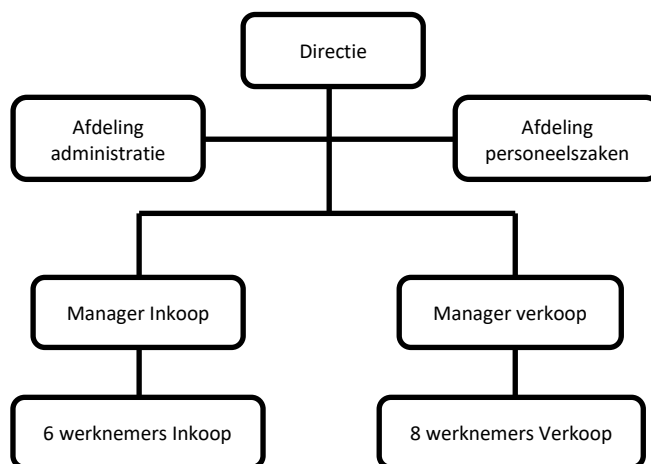 Directie
Afdeling
administratie
Afdeling
personeelszaken
Manager Inkoop
Manager verkoop
6 werknemers Inkoop
8 werknemers Verkoop